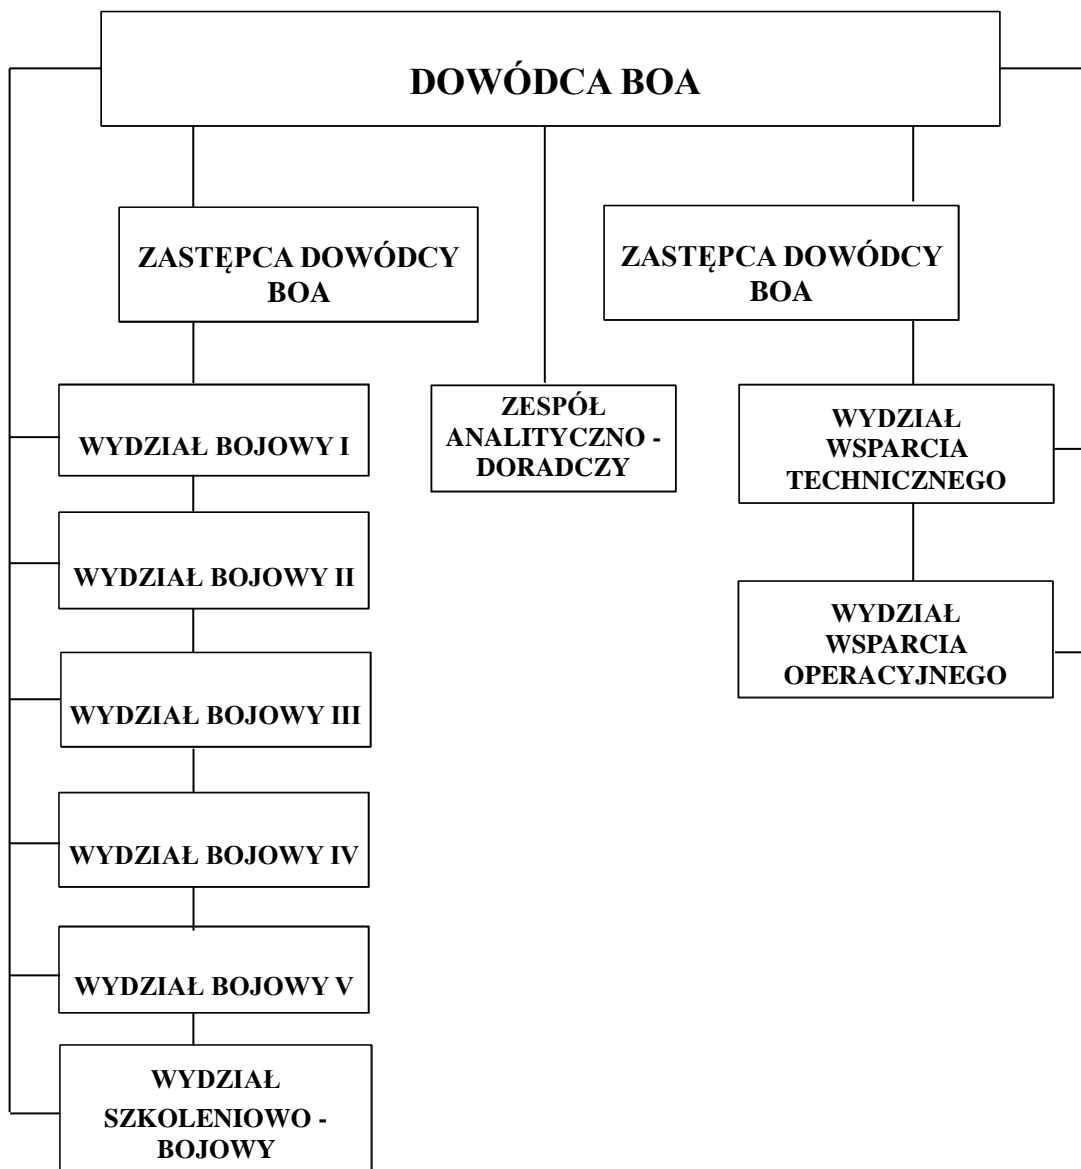 DOWÓDCA BOA
ZASTĘPCA DOWÓDCY
BOA
ZASTĘPCA DOWÓDCY
BOA
WYDZIAŁ BOJOWY I
ZESPÓŁ
ANALITYCZNO -
DORADCZY
WYDZIAŁ
WSPARCIA
TECHNICZNEGO
WYDZIAŁ BOJOWY II
WYDZIAŁ
WSPARCIA
OPERACYJNEGO
WYDZIAŁ BOJOWY III
WYDZIAŁ BOJOWY IV
WYDZIAŁ BOJOWY V
WYDZIAŁ
SZKOLENIOWO -
BOJOWY